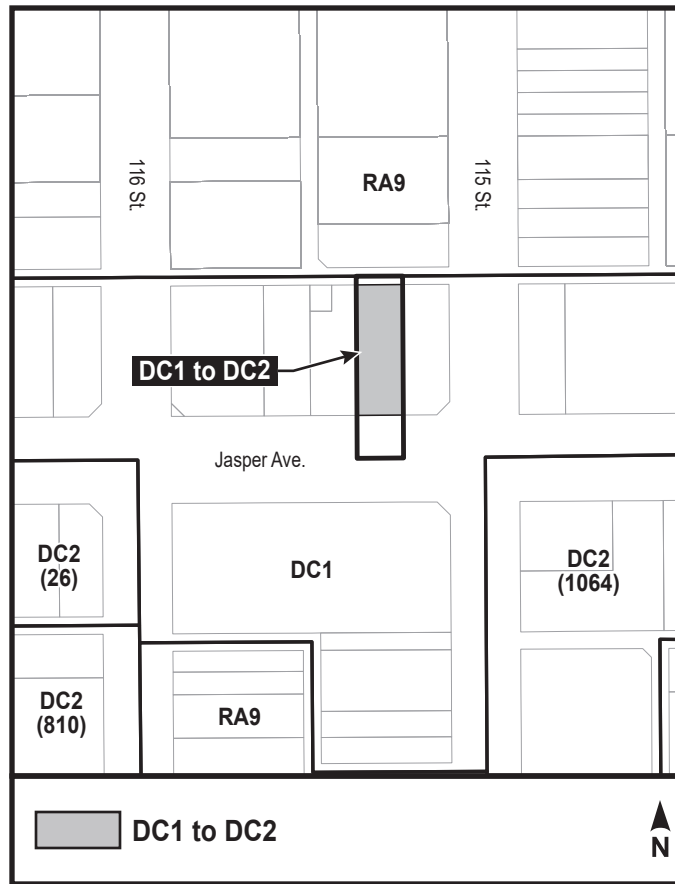 116 St.
RA9
115 St.
DC1 to DC2
Jasper Ave.
DC2
(26)
DC1
DC2
(1064)
DC2
(810)
RA9
DC1 to DC2
N